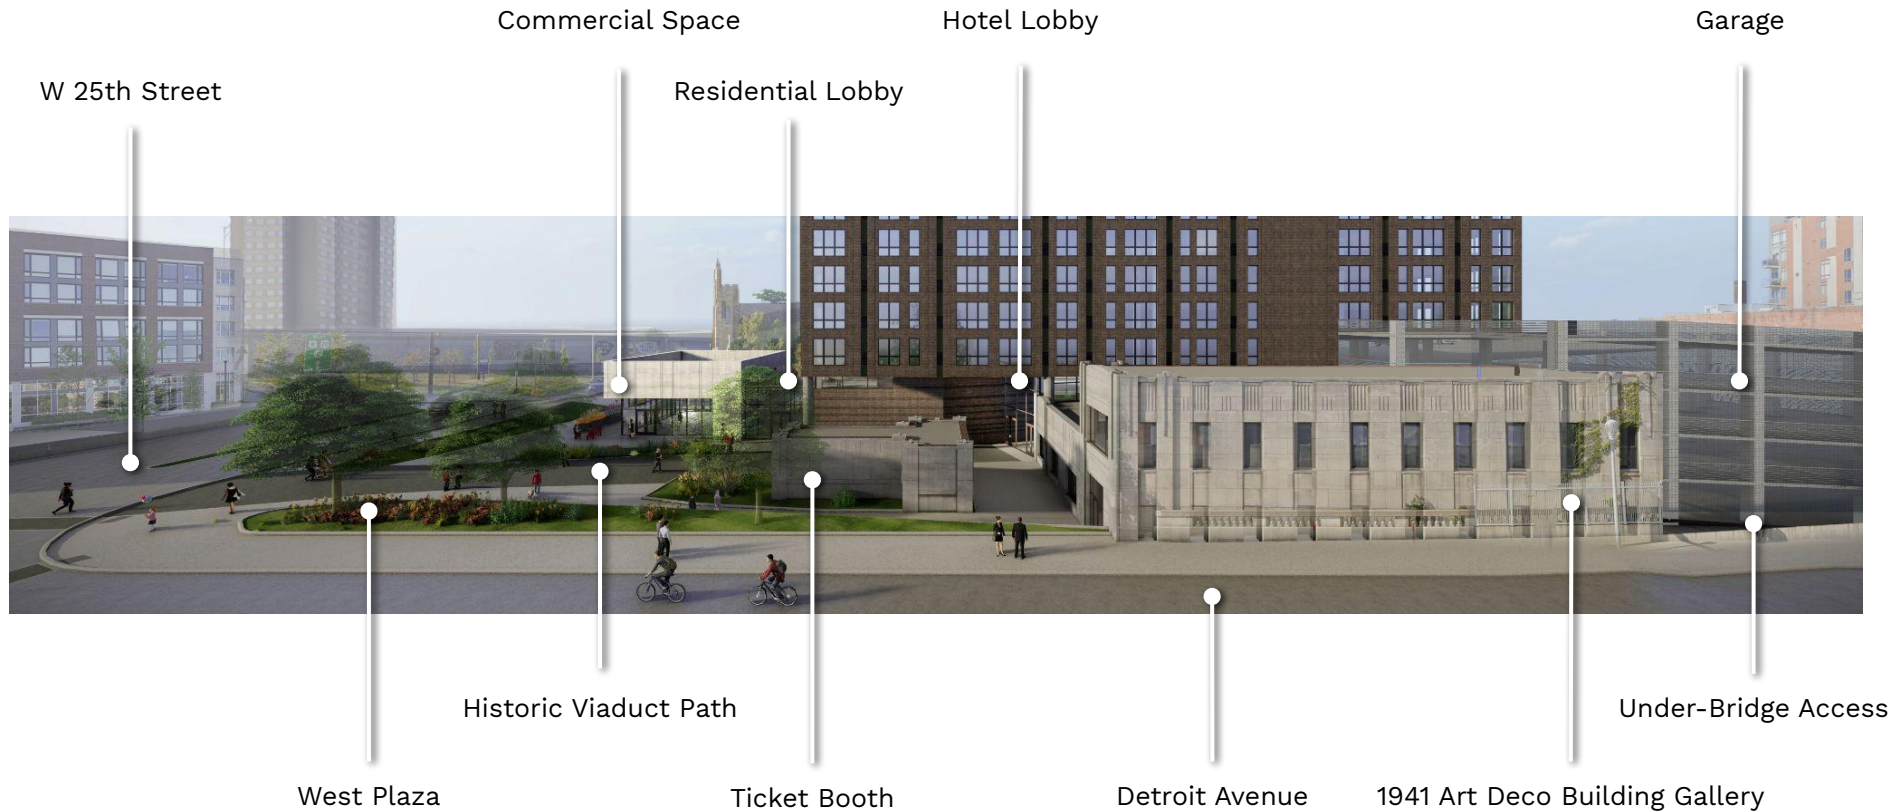 Commercial Space
Hotel Lobby
Garage
W 25th Street
Residential Lobby
Historic Viaduct Path
Under-Bridge Access
West Plaza
Ticket Booth
Detroit Avenue
1941 Art Deco Building Gallery